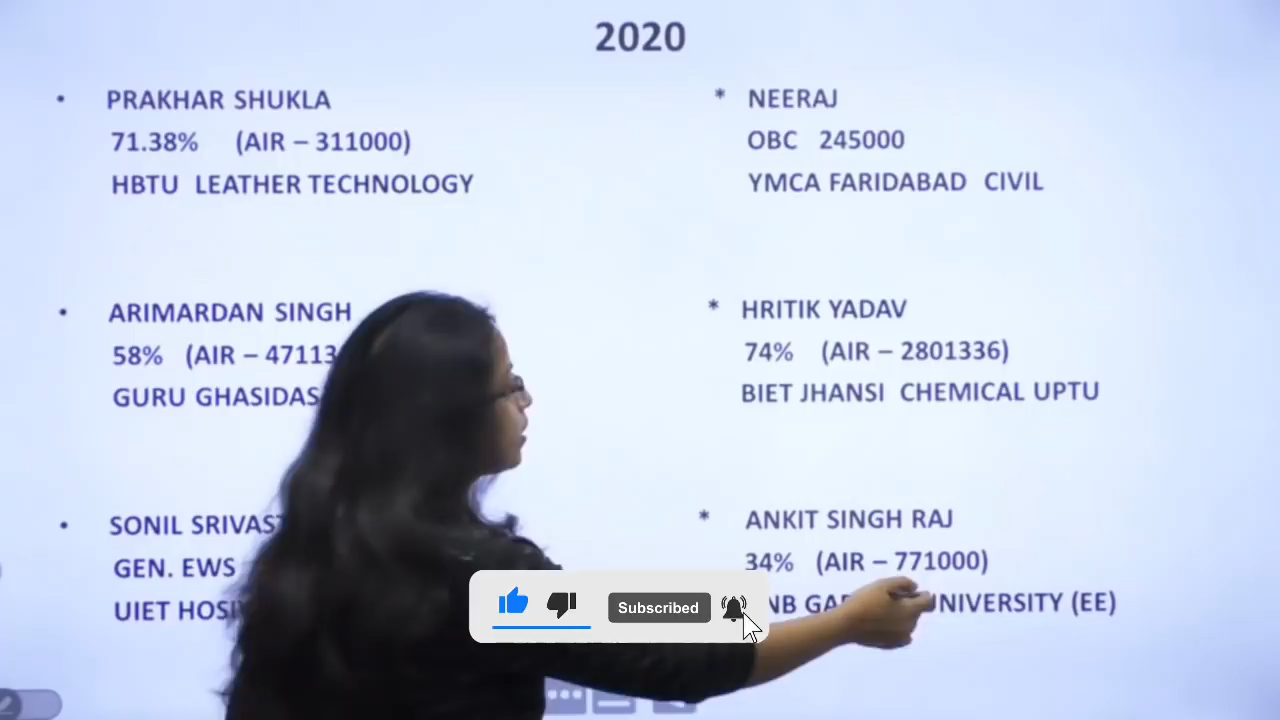 2020
• PRAKHAR SHUKLA
71.38% (AIR – 311000)
HBTU LEATHER TECHNOLOGY
• ARIMARDAN SINGH
58% (AIR – 47113
GURU GHASIDAS
• SONIL
GEN. EWS
UIET
* NEERAJ
OBC 245000
YMCA FARIDABAD CIVIL
* HRITIK YADAV
74% (AIR – 2801336)
BIET JHANSI CHEMICAL UPTU
* ANKIT SINGH RAJ
34% (AIR – 771000)
UNIVERSITY (EE)
Subscribed